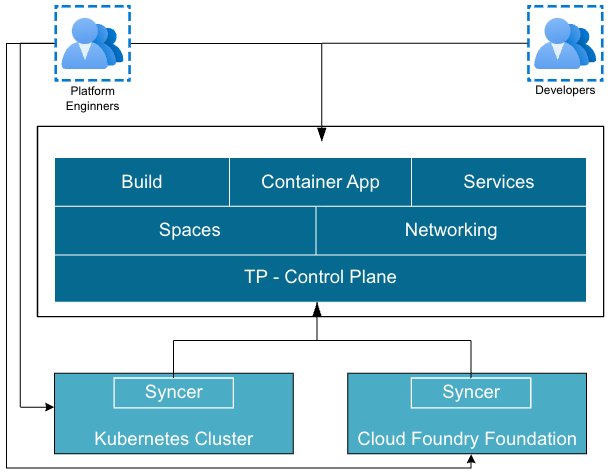 Platform
Enginners
Developers
Build
Container App
Services
Spaces
Networking
TP - Control Plane
Syncer
Kubernetes Cluster
Syncer
Cloud Foundry Foundation